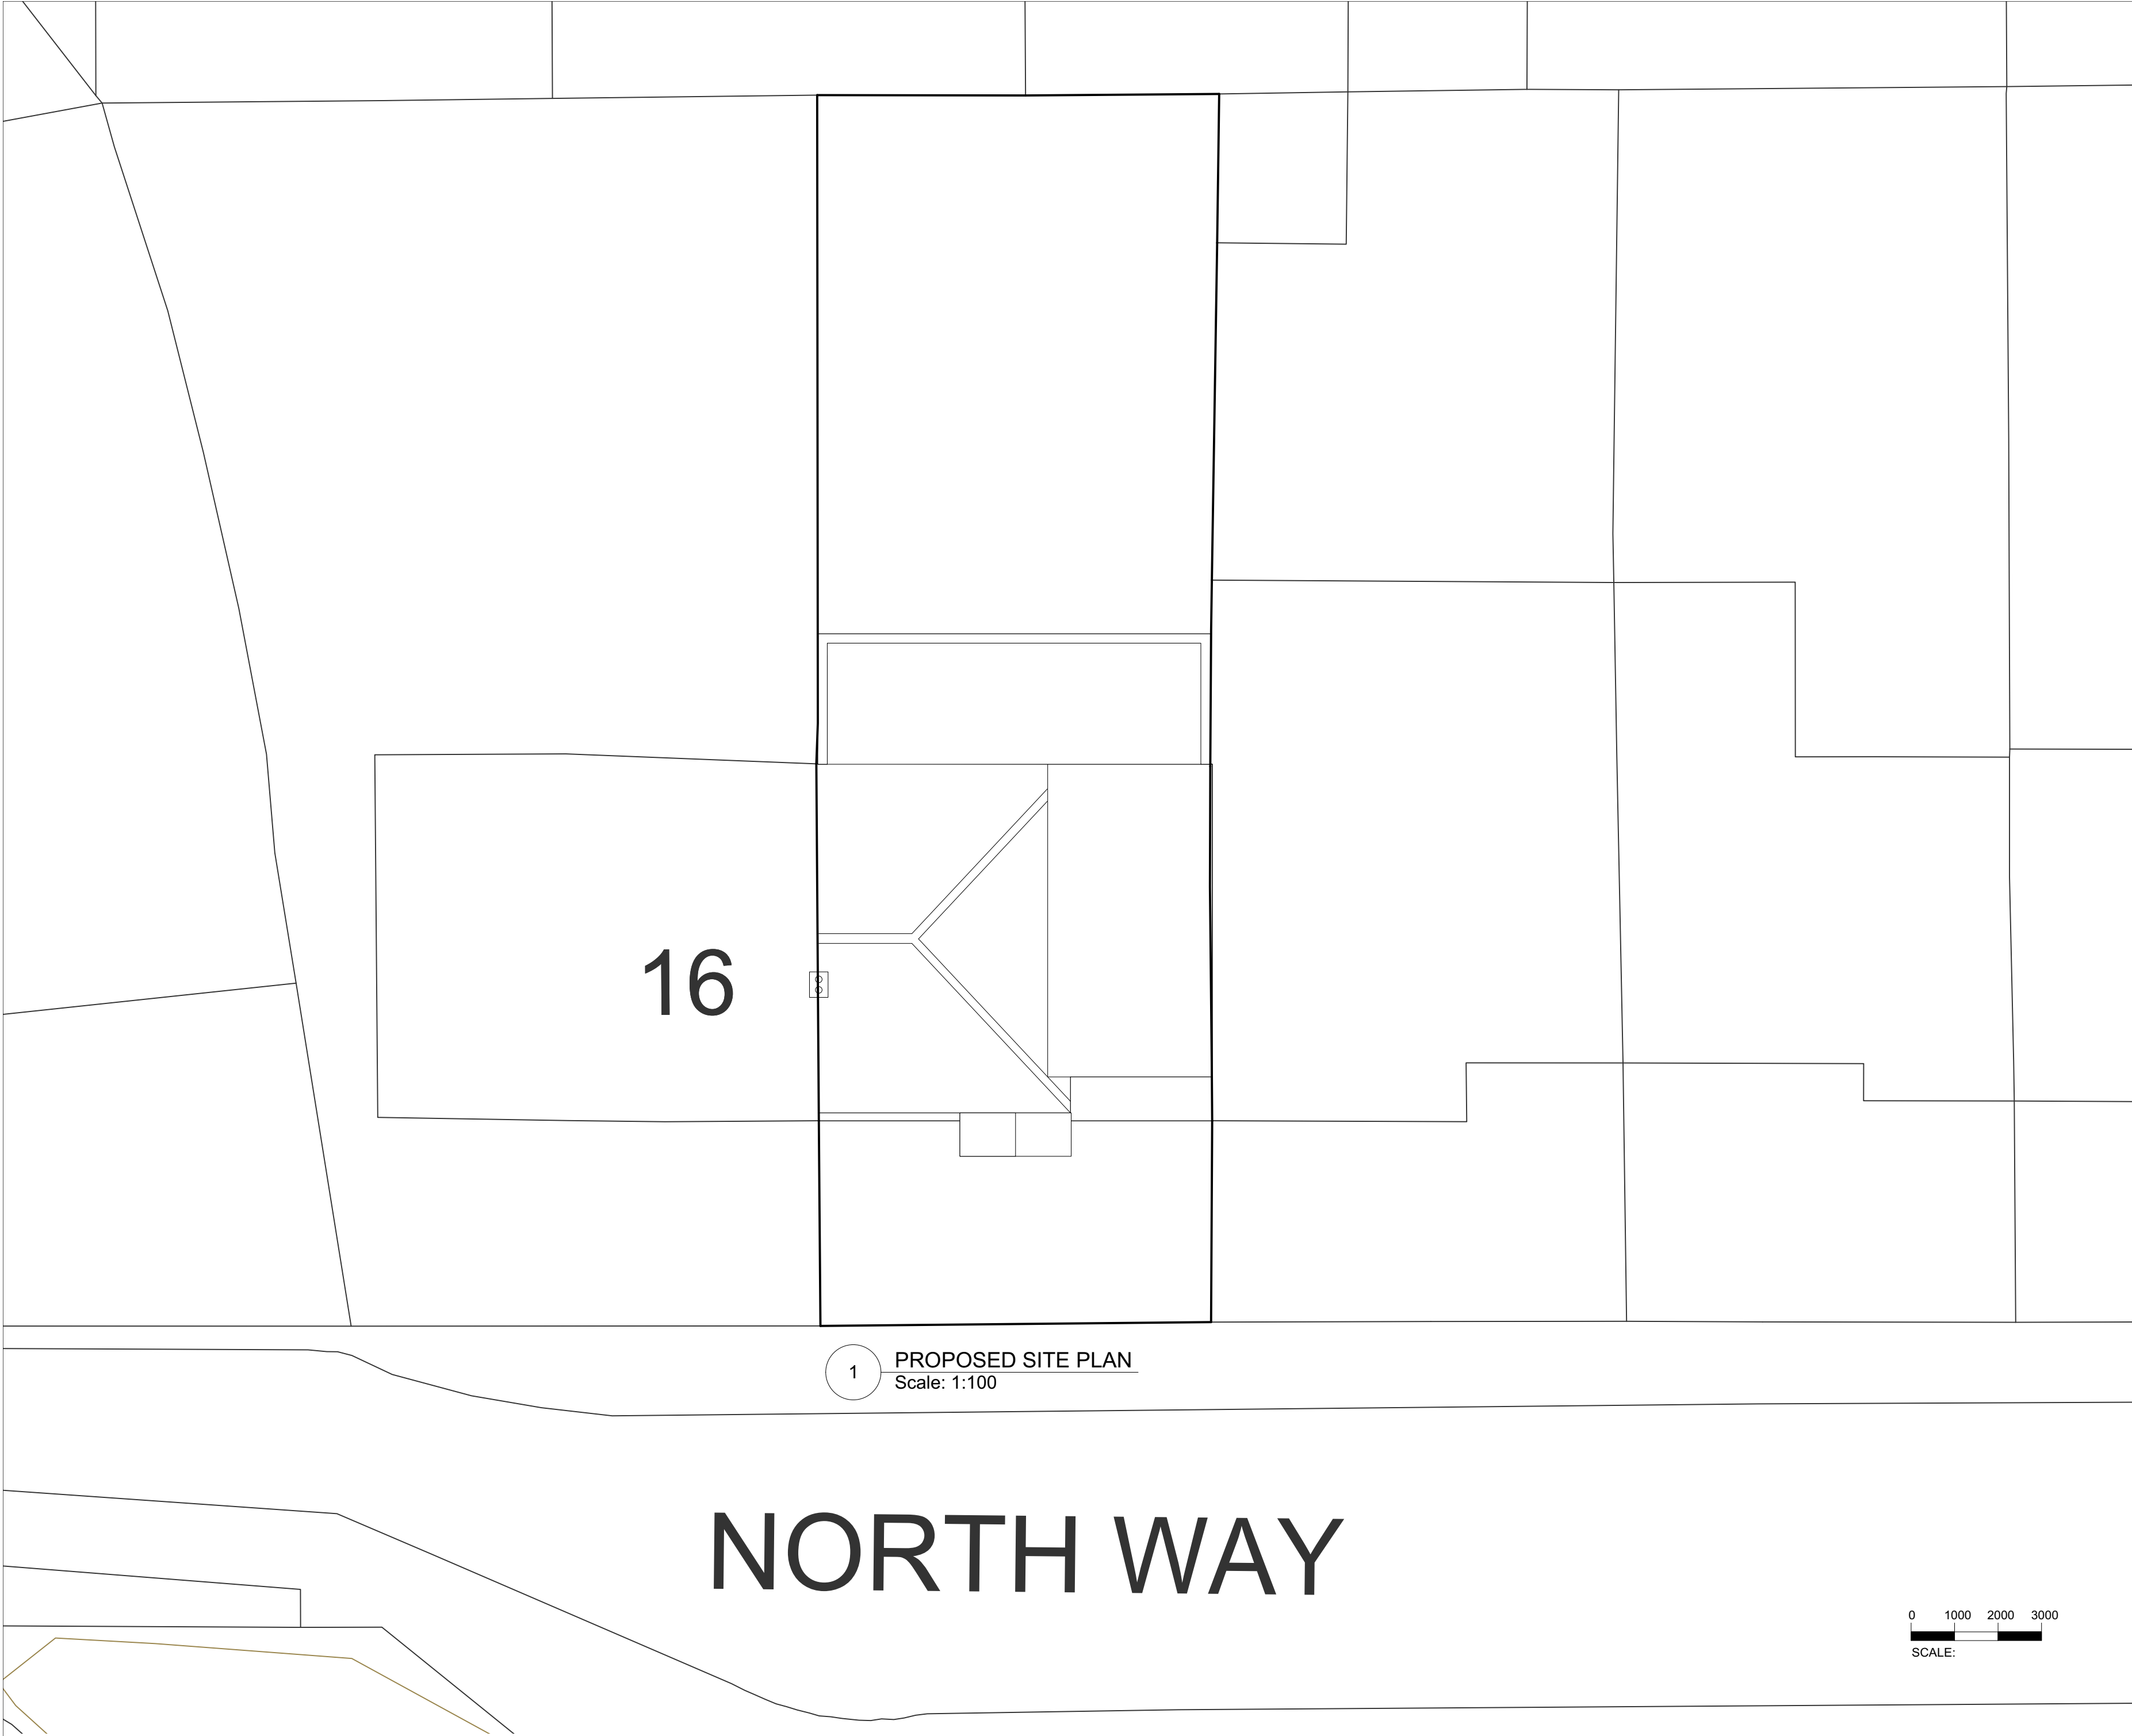 16
1
PROPOSED SITE PLAN
Scale: 1:100
NORTH WAY
0 1000 2000 3000
SCALE: